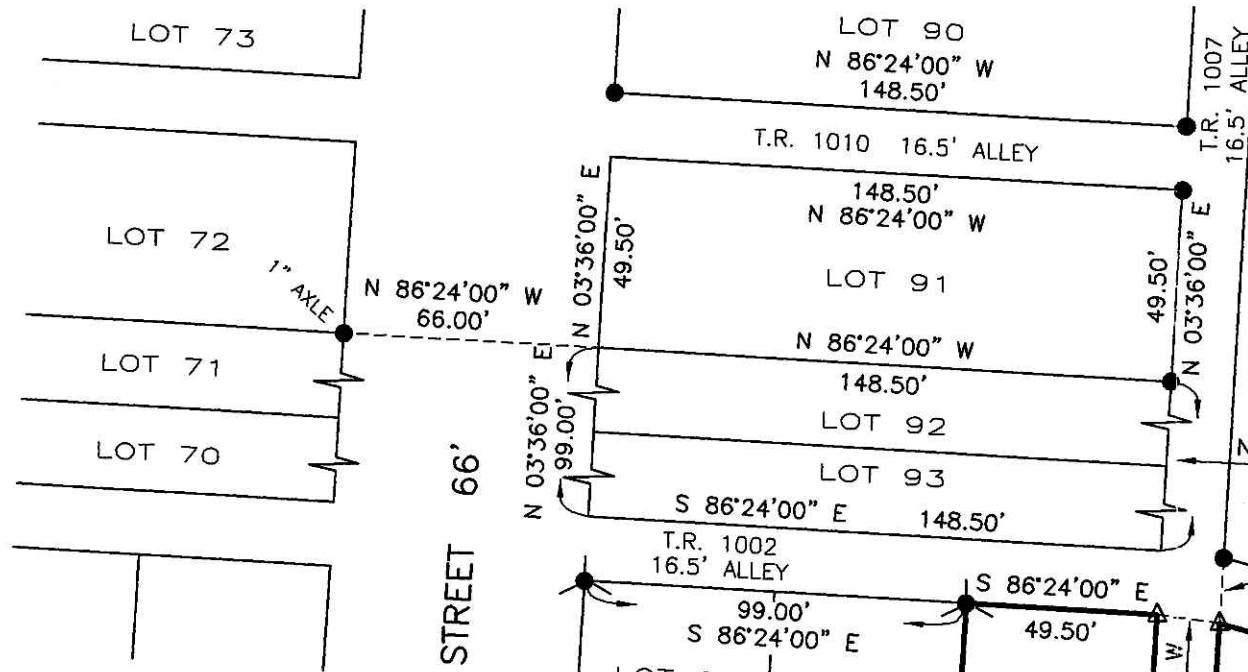 LOT 73
LOT 90
N 86°24'00" W
148.50'
T.R. 1007
16.5' ALLEY
T.R. 1010 16.5' ALLEY
148.50'
N 86°24'00" W
LOT 72
N 03°36'00" E
49.50'
LOT 91
49.50'
N 03°36'00" E
1" AXLE
N 86°24'00" W
66.00'
N 86°24'00" W
148.50'
LOT 71
LOT 92
N 03°36'00" E
99.00'
LOT 70
LOT 93
N
STREET 66'
S 86°24'00" E 148.50'
T.R. 1002
16.5' ALLEY
S 86°24'00" E
49.50'
99.00'
S 86°24'00" E
W
LOT